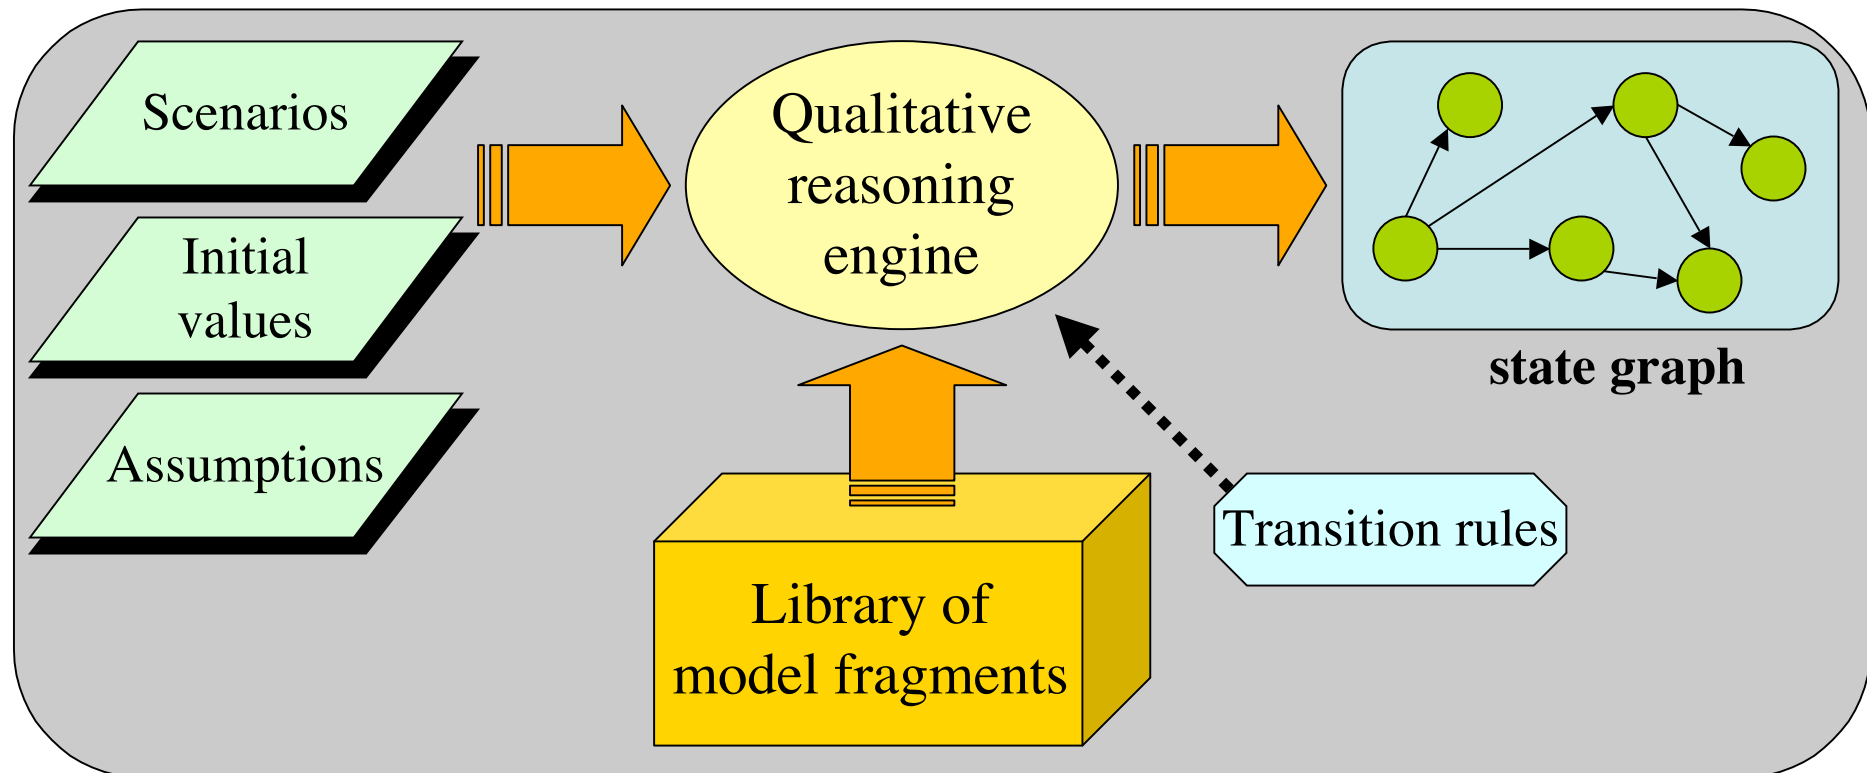 Scenarios
Initial
values
Assumptions
Qualitative
reasoning
engine
state graph
Transition rules
Library of
model fragments